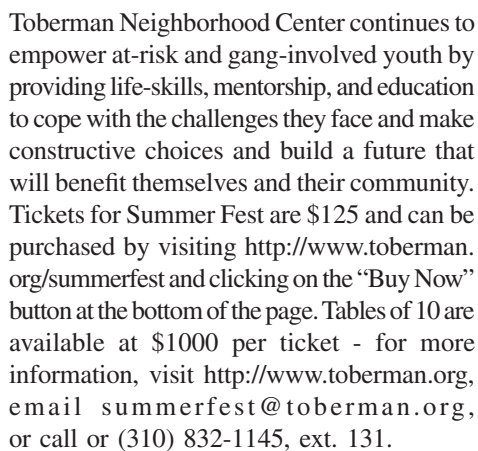 Toberman Neighborhood Center continues to
empower at-risk and gang-involved youth by
providing life-skills, mentorship, and education
to cope with the challenges they face and make
constructive choices and build a future that
will benefit themselves and their community.
Tickets for Summer Fest are $125 and can be
purchased by visiting http://www.toberman.
org/summerfest and clicking on the “Buy Now”
button at the bottom of the page. Tables of 10 are
available at $1000 per ticket - for more
information, visit http://www.toberman.org,
email summerfest@toberman.org,
or call or (310) 832-1145, ext. 131.